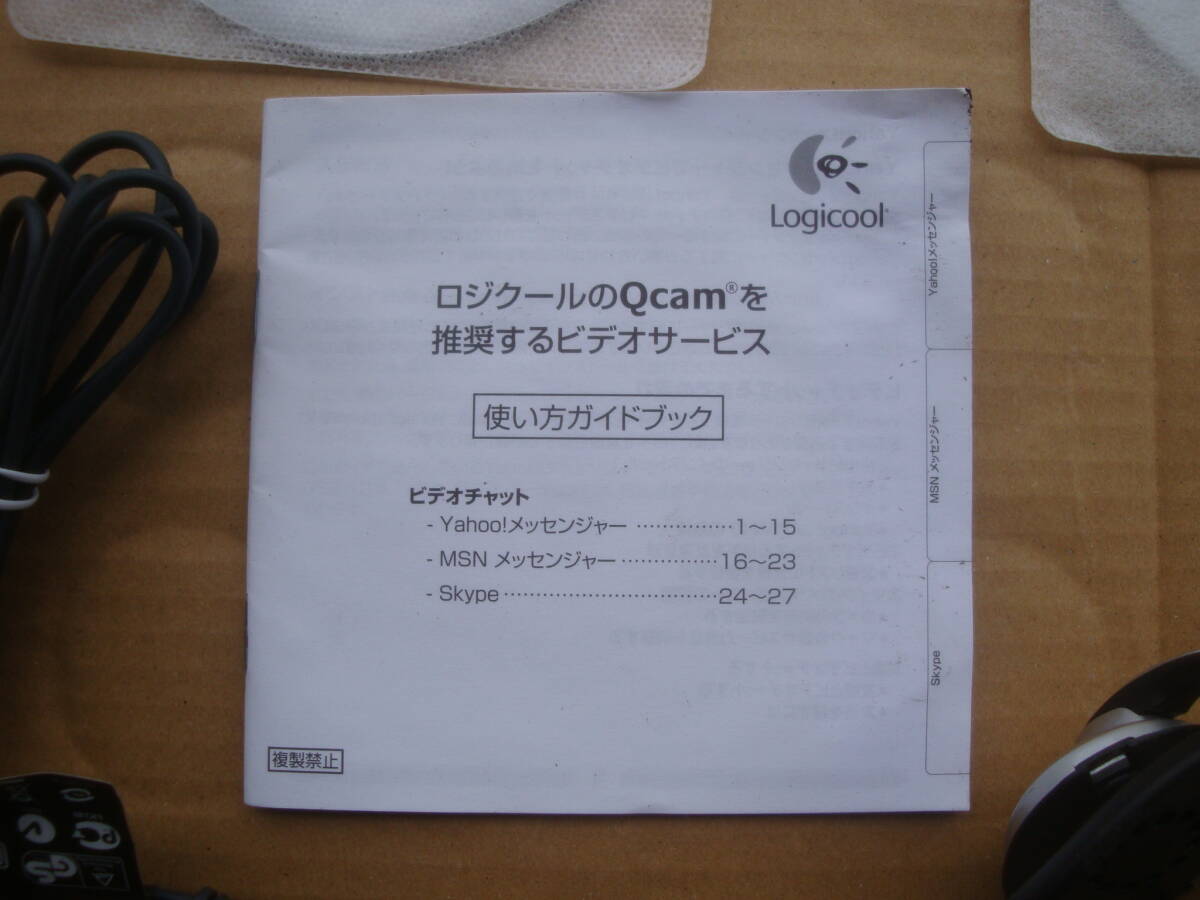 Logicool
ロジクールのQcam®を
推奨するビデオサービス
使い方ガイドブック
ビデオチャット
- Yahoo!メッセンジャー ……………1~15
- MSN メッセンジャー……………16~23
- Skype……………………………24~27
複製禁止
Yahoo!メッセンジャー
MSN メッセンジャー
Skype